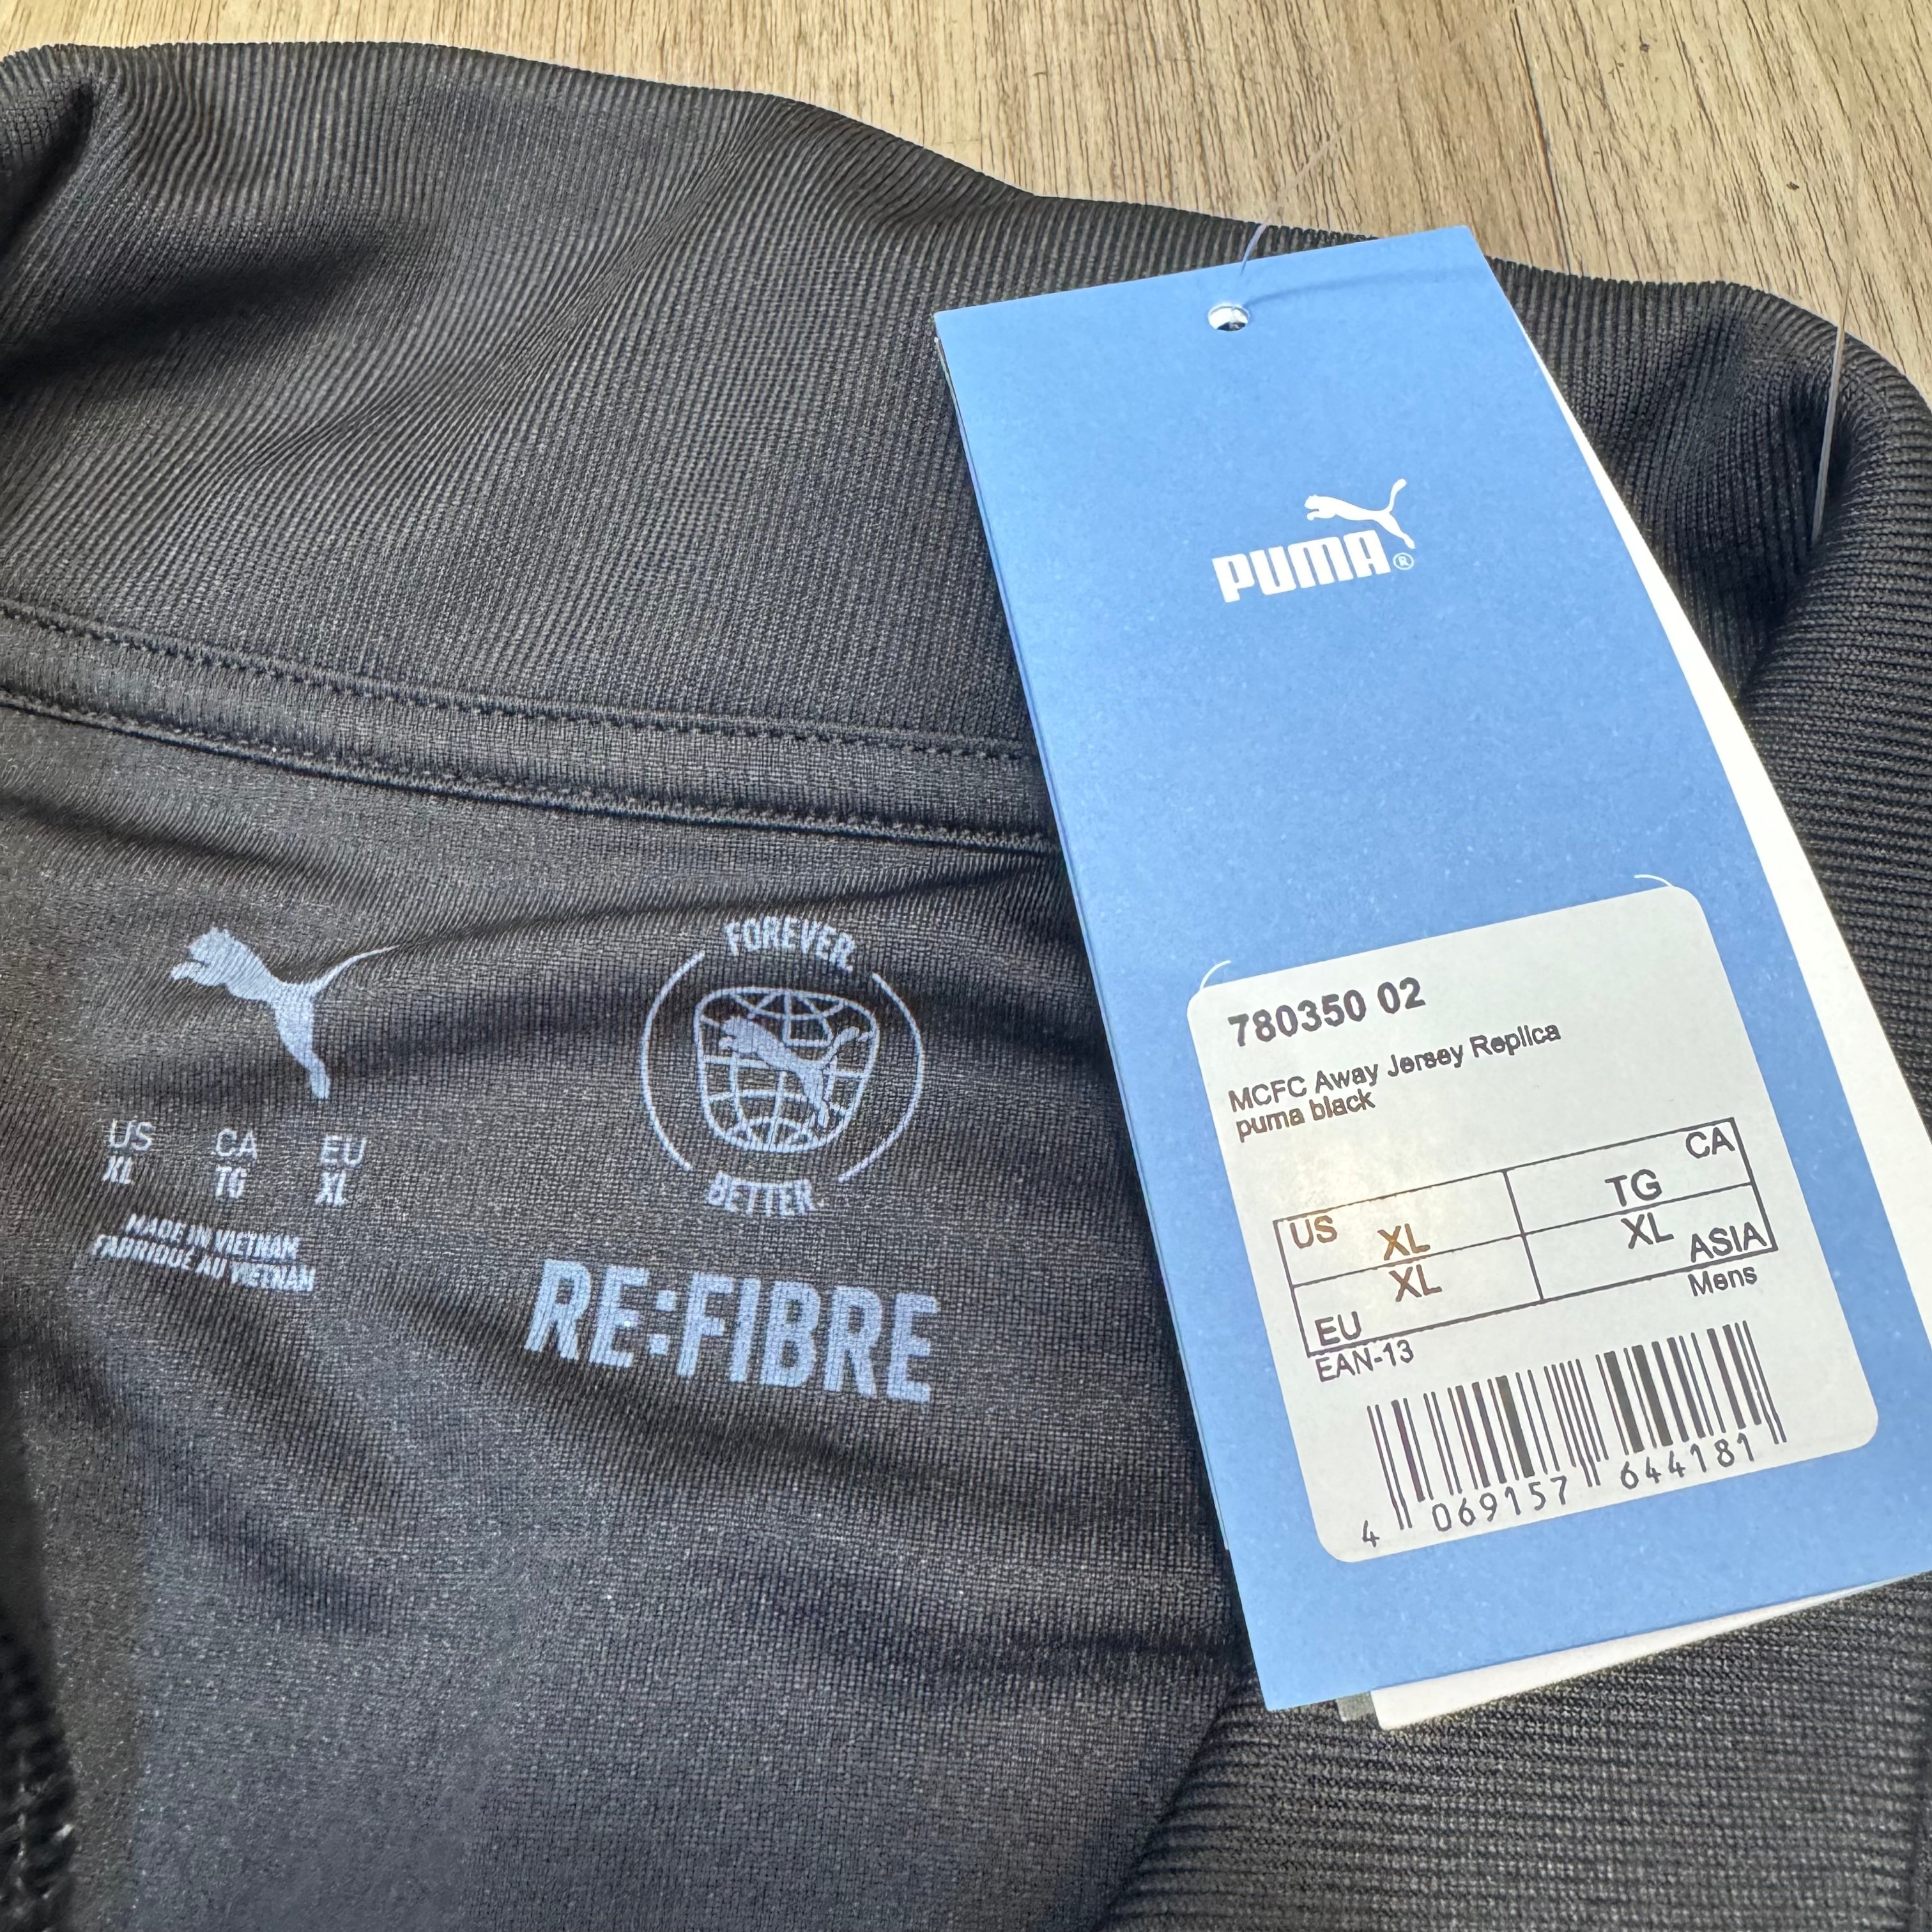 PUMA®
780350 02
MCFC Away Jersey Replica
puma black
US XL
TG CA
XL EU
XL ASIA
Mens
EAN-13
4 069157 644181
FOREVER.
BETTER.
US CA EU
XL TG XL
MADE IN VIETNAM
FABRIQUÉ AU VIETNAM
RE:FIBRE